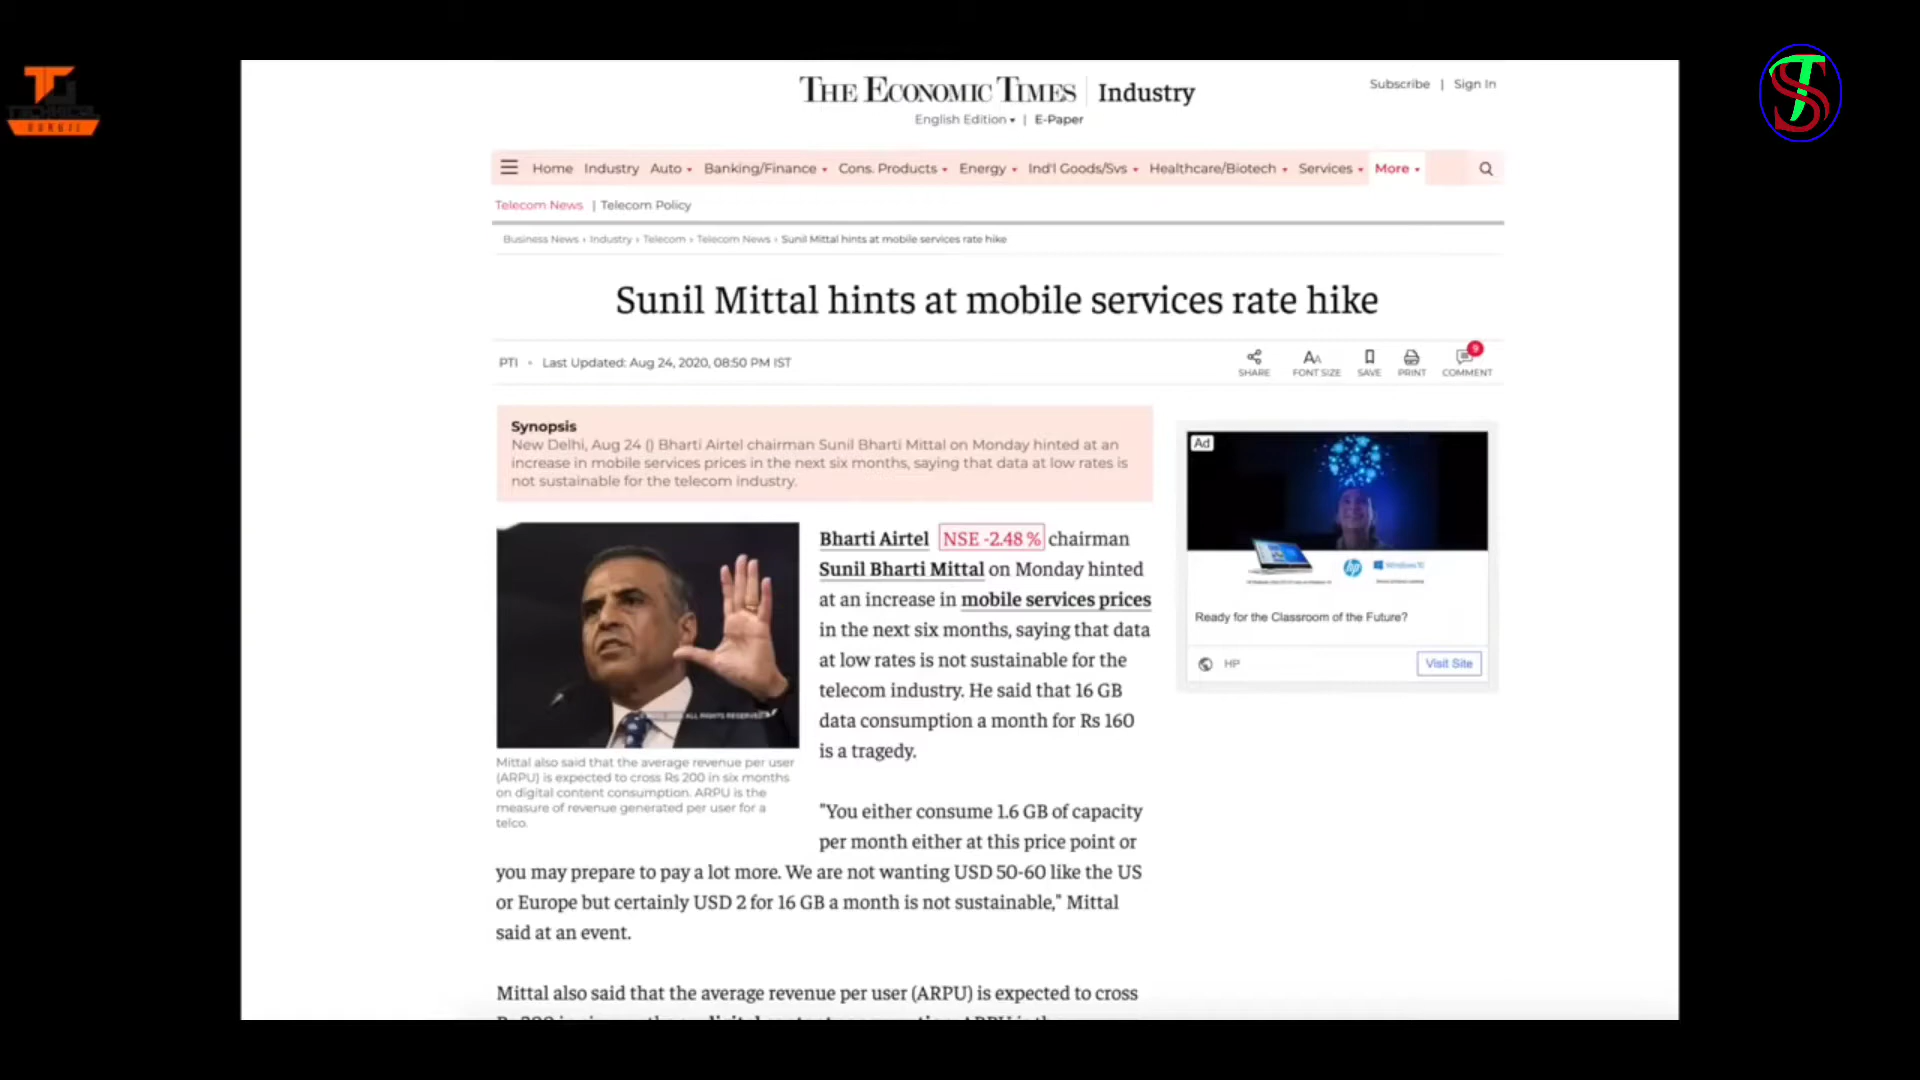 THE ECONOMIC TIMES | Industry
Subscribe | Sign In
English Edition | E-Paper
Home Industry Auto Banking/Finance Cons. Products Energy Ind'l Goods/Svs Healthcare/Biotech Services More
Telecom News | Telecom Policy
Business News › Industry › Telecom › Telecom News › Sunil Mittal hints at mobile services rate hike
Sunil Mittal hints at mobile services rate hike
PTI • Last Updated: Aug 24, 2020, 08:50 PM IST
9
SHARE FONT SIZE SAVE PRINT COMMENT
Synopsis
New Delhi, Aug 24 () Bharti Airtel chairman Sunil Bharti Mittal on Monday hinted at an
increase in mobile services prices in the next six months, saying that data at low rates is
not sustainable for the telecom industry.
Bharti Airtel NSE -2.48 % chairman
Sunil Bharti Mittal on Monday hinted
at an increase in mobile services prices
in the next six months, saying that data
at low rates is not sustainable for the
telecom industry. He said that 16 GB
data consumption a month for Rs 160
is a tragedy.
ALL RIGHTS RESERVED
Mittal also said that the average revenue per user
(ARPU) is expected to cross Rs 200 in six months
on digital content consumption. ARPU is the
measure of revenue generated per user for a
telco.
"You either consume 1.6 GB of capacity
per month either at this price point or
you may prepare to pay a lot more. We are not wanting USD 50-60 like the US
or Europe but certainly USD 2 for 16 GB a month is not sustainable," Mittal
said at an event.
Mittal also said that the average revenue per user (ARPU) is expected to cross
Ad
hp Windows 10
Ready for the Classroom of the Future?
HP
Visit Site
TG
TECHNICAL